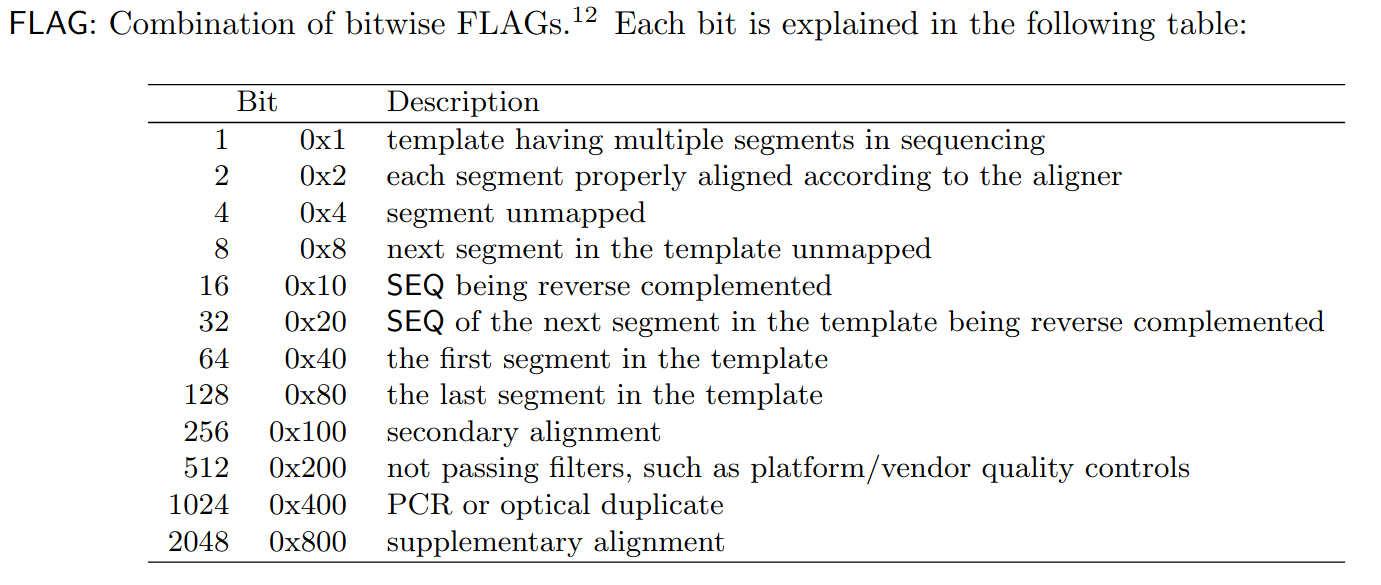 FLAG: Combination of bitwise FLAGs.12 Each bit is explained in the following table:
Bit Description
1 0x1 template having multiple segments in sequencing
2 0x2 each segment properly aligned according to the aligner
4 0x4 segment unmapped
8 0x8 next segment in the template unmapped
16 0x10 SEQ being reverse complemented
32 0x20 SEQ of the next segment in the template being reverse complemented
64 0x40 the first segment in the template
128 0x80 the last segment in the template
256 0x100 secondary alignment
512 0x200 not passing filters, such as platform/vendor quality controls
1024 0x400 PCR or optical duplicate
2048 0x800 supplementary alignment